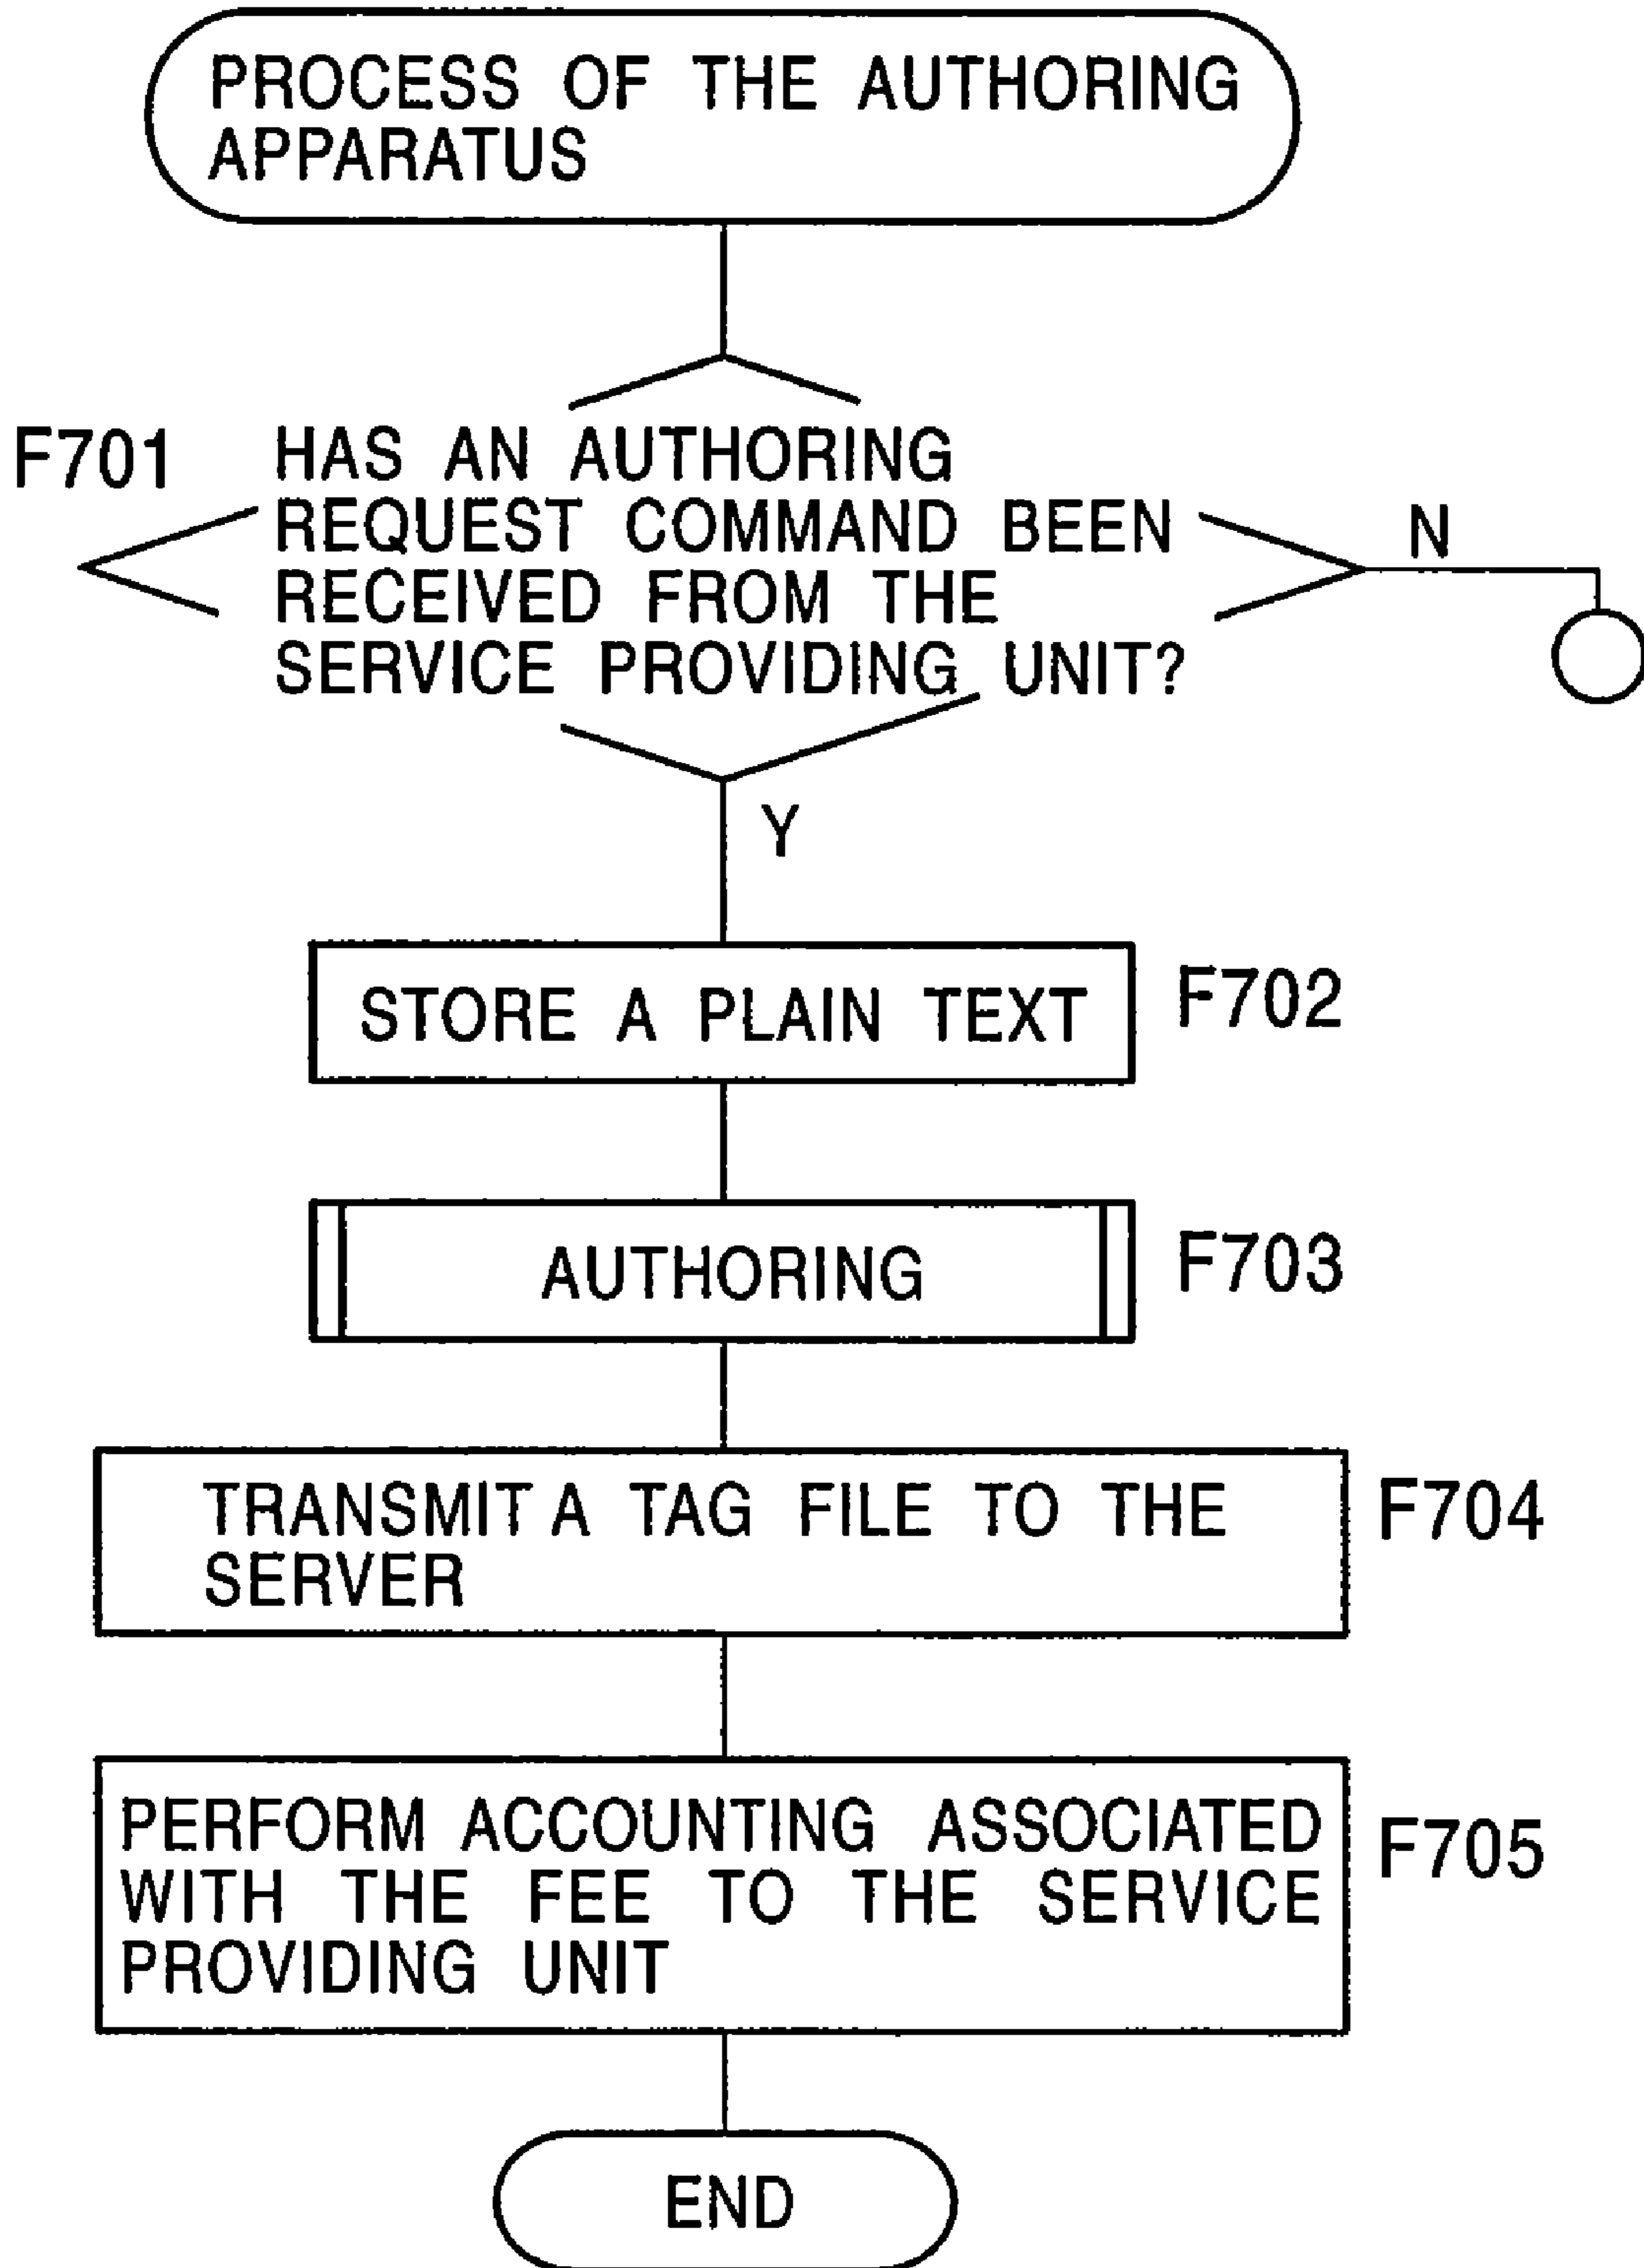 PROCESS OF THE AUTHORING
APPARATUS
F701
HAS AN AUTHORING
REQUEST COMMAND BEEN
RECEIVED FROM THE
SERVICE PROVIDING UNIT?
N
Y
STORE A PLAIN TEXT
F702
AUTHORING
F703
TRANSMIT A TAG FILE TO THE
SERVER
F704
PERFORM ACCOUNTING ASSOCIATED
WITH THE FEE TO THE SERVICE
PROVIDING UNIT
F705
END